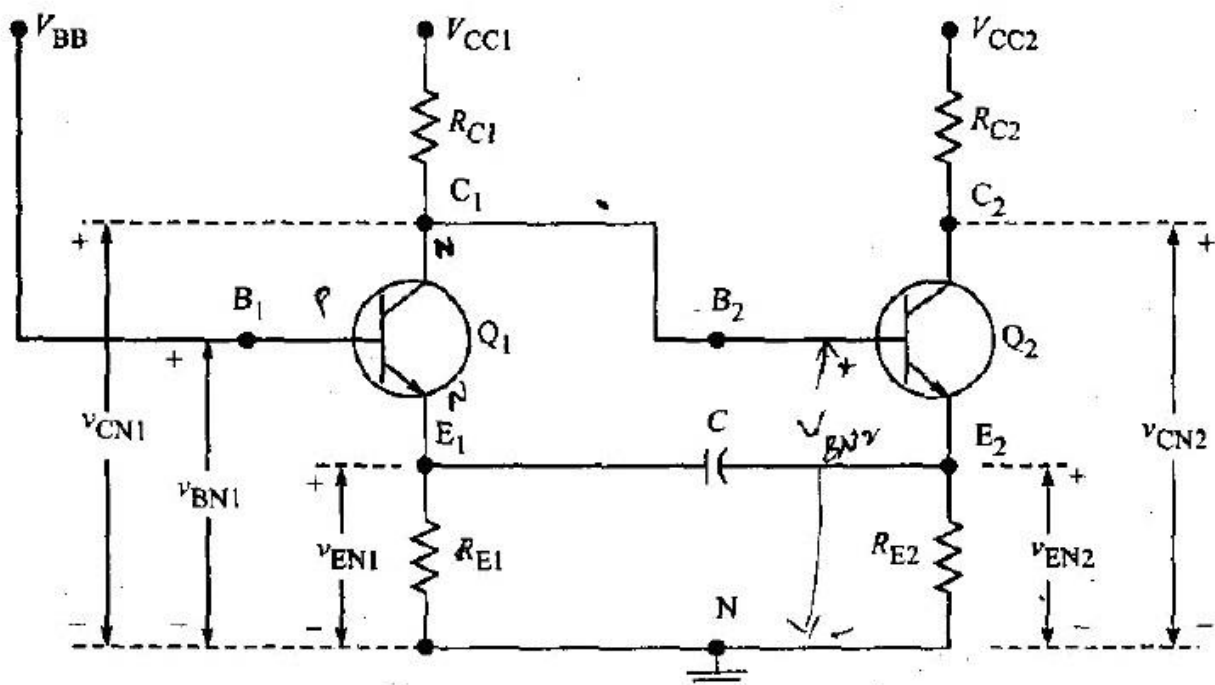 V_BB
V_CC1
V_CC2
R_C1
R_C2
C_1
C_2
+
+
N
B_1
P
B_2
Q_1
Q_2
+
+
N
E_1
C
E_2
v_CN1
v_BN1
v_CN2
V_BN2
+
+
v_EN1
R_E1
R_E2
v_EN2
N
−
−
−
−
−
−